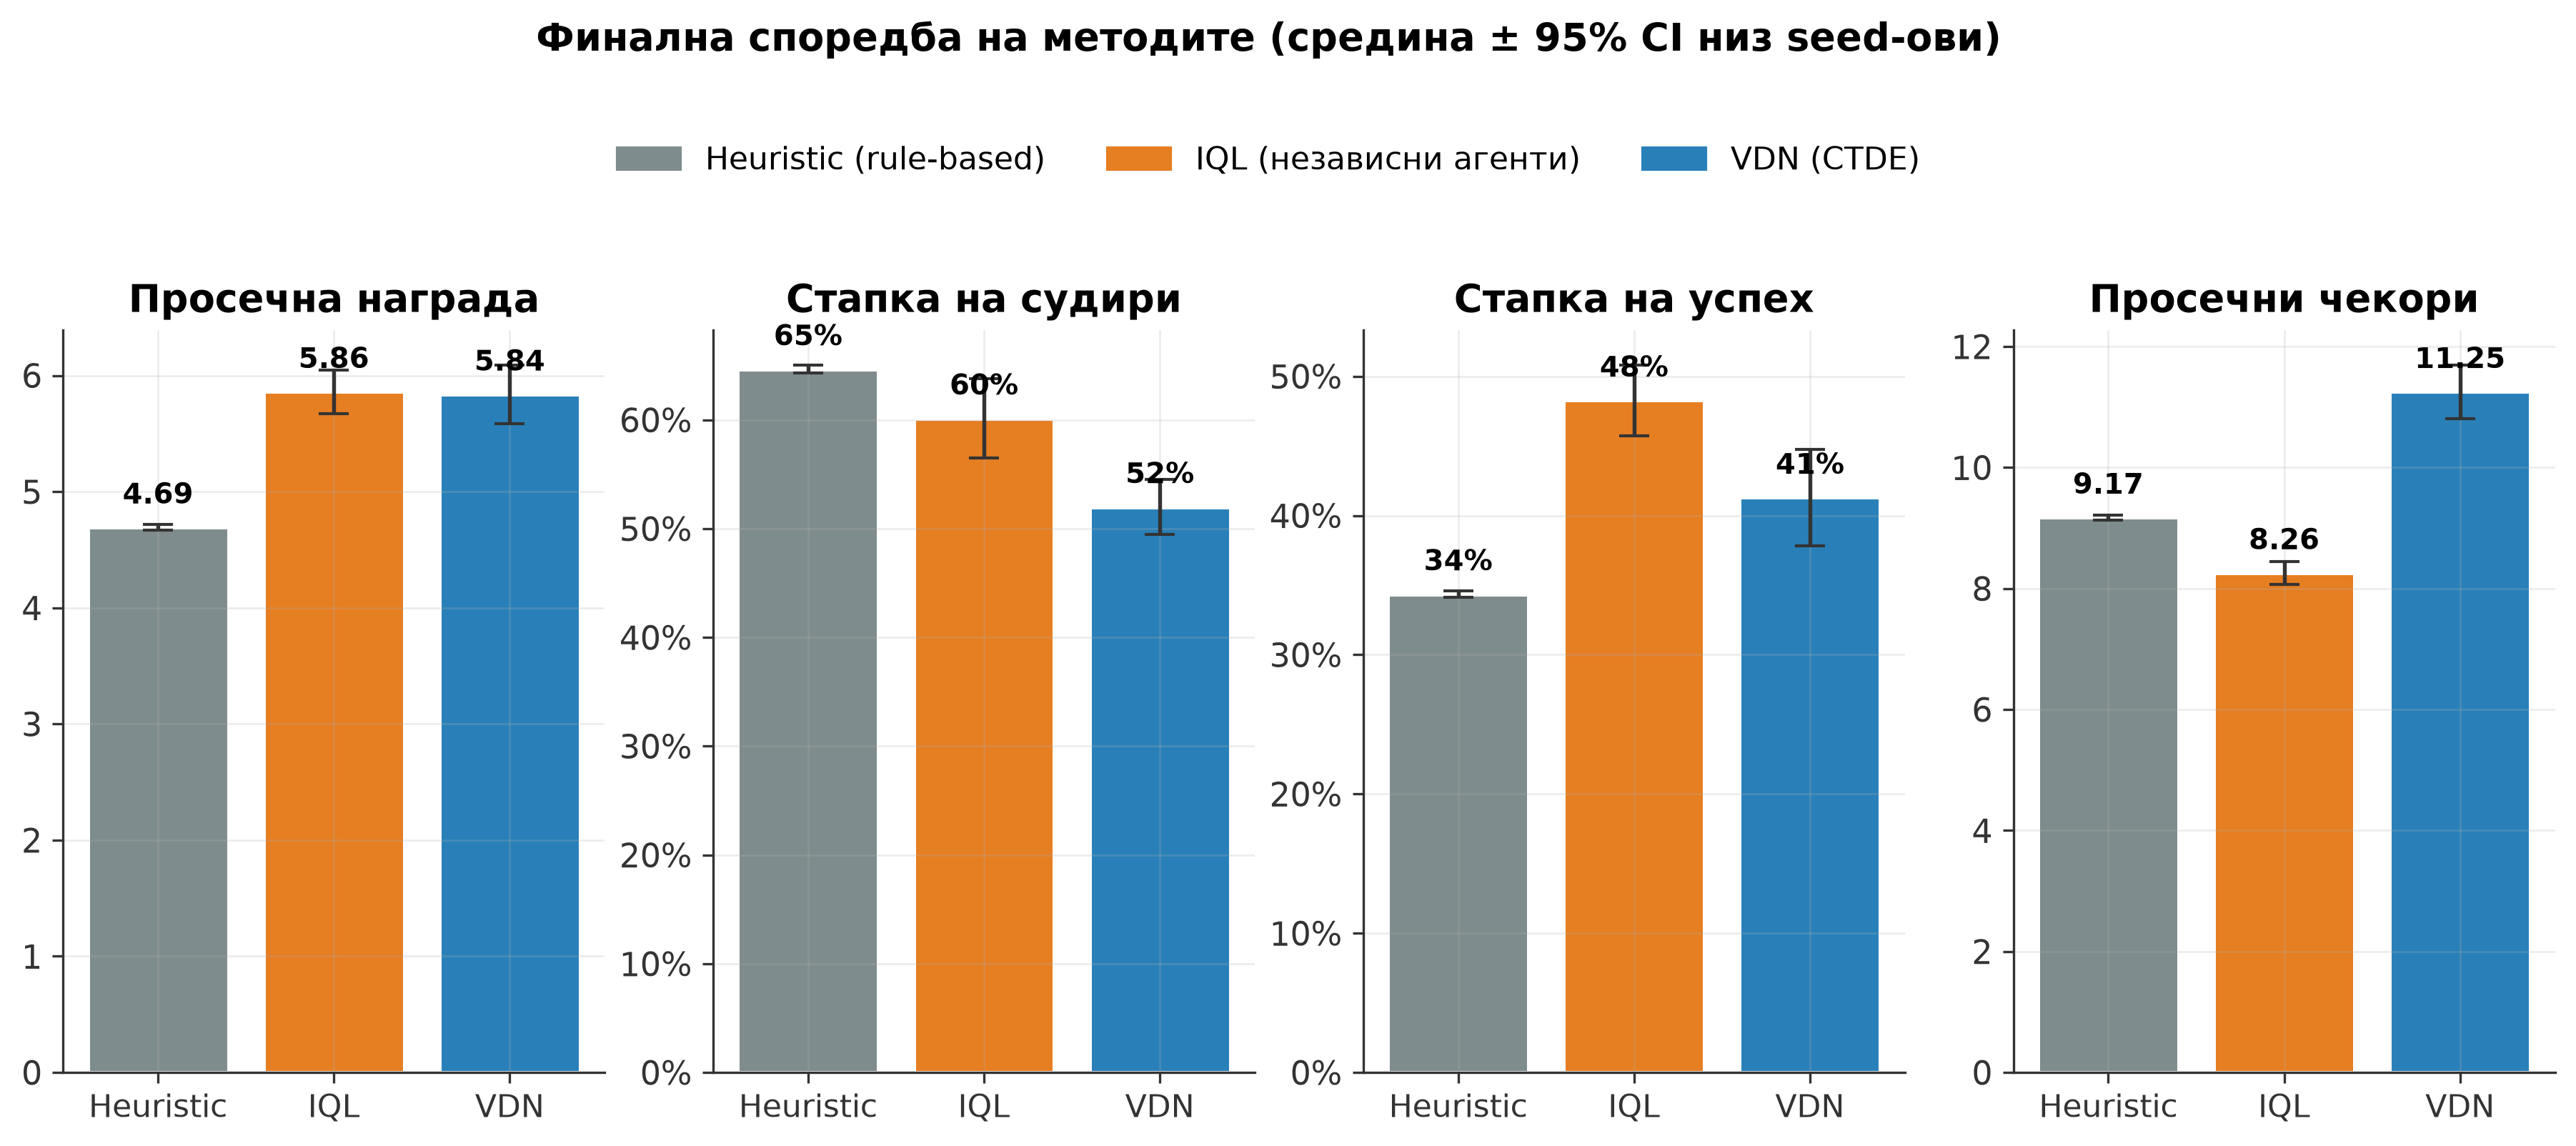 Финална споредба на методите (средина ± 95% CI низ seed-ови)
Heuristic (rule-based) IQL (независни агенти) VDN (CTDE)
Просечна награда
6
5
4
3
2
1
0
4.69 5.86 5.84
Heuristic IQL VDN
Стапка на судири
60%
50%
40%
30%
20%
10%
0%
65% 60% 52%
Heuristic IQL VDN
Стапка на успех
50%
40%
30%
20%
10%
0%
34% 48% 41%
Heuristic IQL VDN
Просечни чекори
12
10
8
6
4
2
0
9.17 8.26 11.25
Heuristic IQL VDN